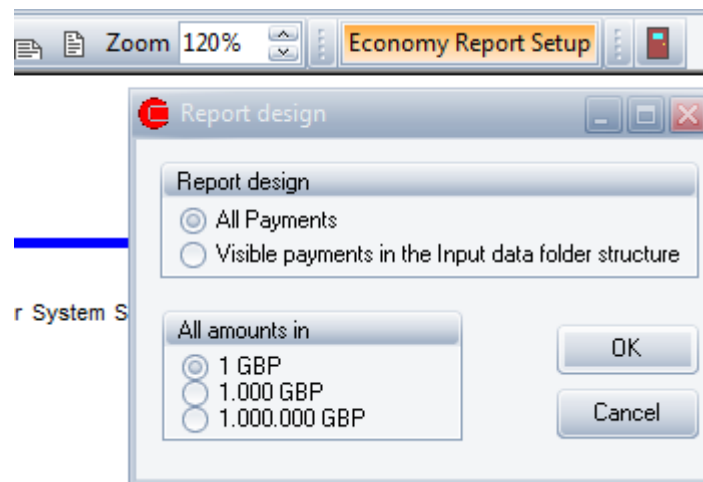 Zoom 120% Economy Report Setup
Report design
Report design
All Payments
Visible payments in the Input data folder structure
r System S
All amounts in
1 GBP
1.000 GBP
1.000.000 GBP
OK
Cancel